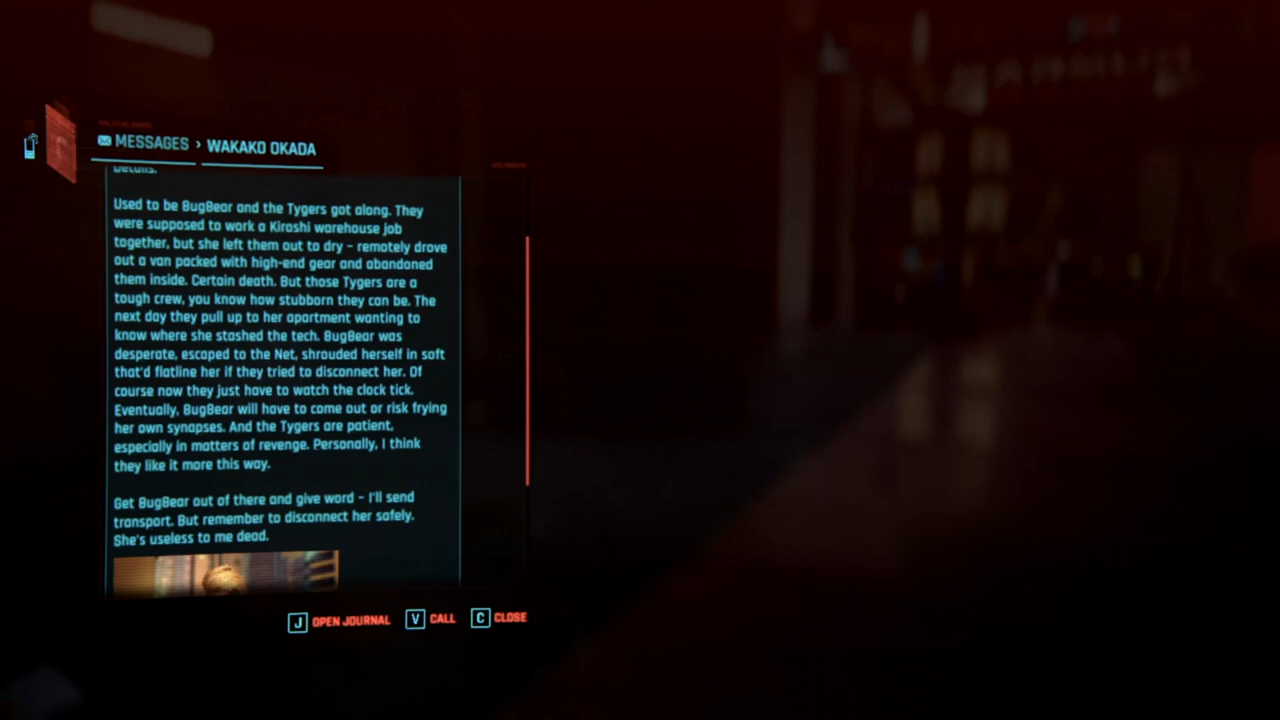 MESSAGES › WAKAKO OKADA
Details.
Used to be BugBear and the Tygers got along. They
were supposed to work a Kiroshi warehouse job
together, but she left them out to dry – remotely drove
out a van packed with high-end gear and abandoned
them inside. Certain death. But those Tygers are a
tough crew, you know how stubborn they can be. The
next day they pull up to her apartment wanting to
know where she stashed the tech. BugBear was
desperate, escaped to the Net, shrouded herself in soft
that'd flatline her if they tried to disconnect her. Of
course now they just have to watch the clock tick.
Eventually, BugBear will have to come out or risk frying
her own synapses. And the Tygers are patient,
especially in matters of revenge. Personally, I think
they like it more this way.
Get BugBear out of there and give word – I'll send
transport. But remember to disconnect her safely.
She's useless to me dead.
J OPEN JOURNAL V CALL C CLOSE